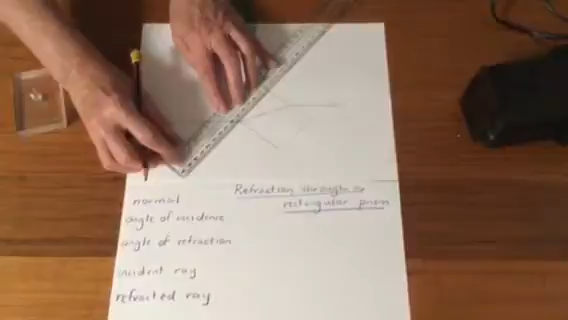 Refraction through a
rectangular prism
normal
angle of incidence
angle of refraction
incident ray
refracted ray